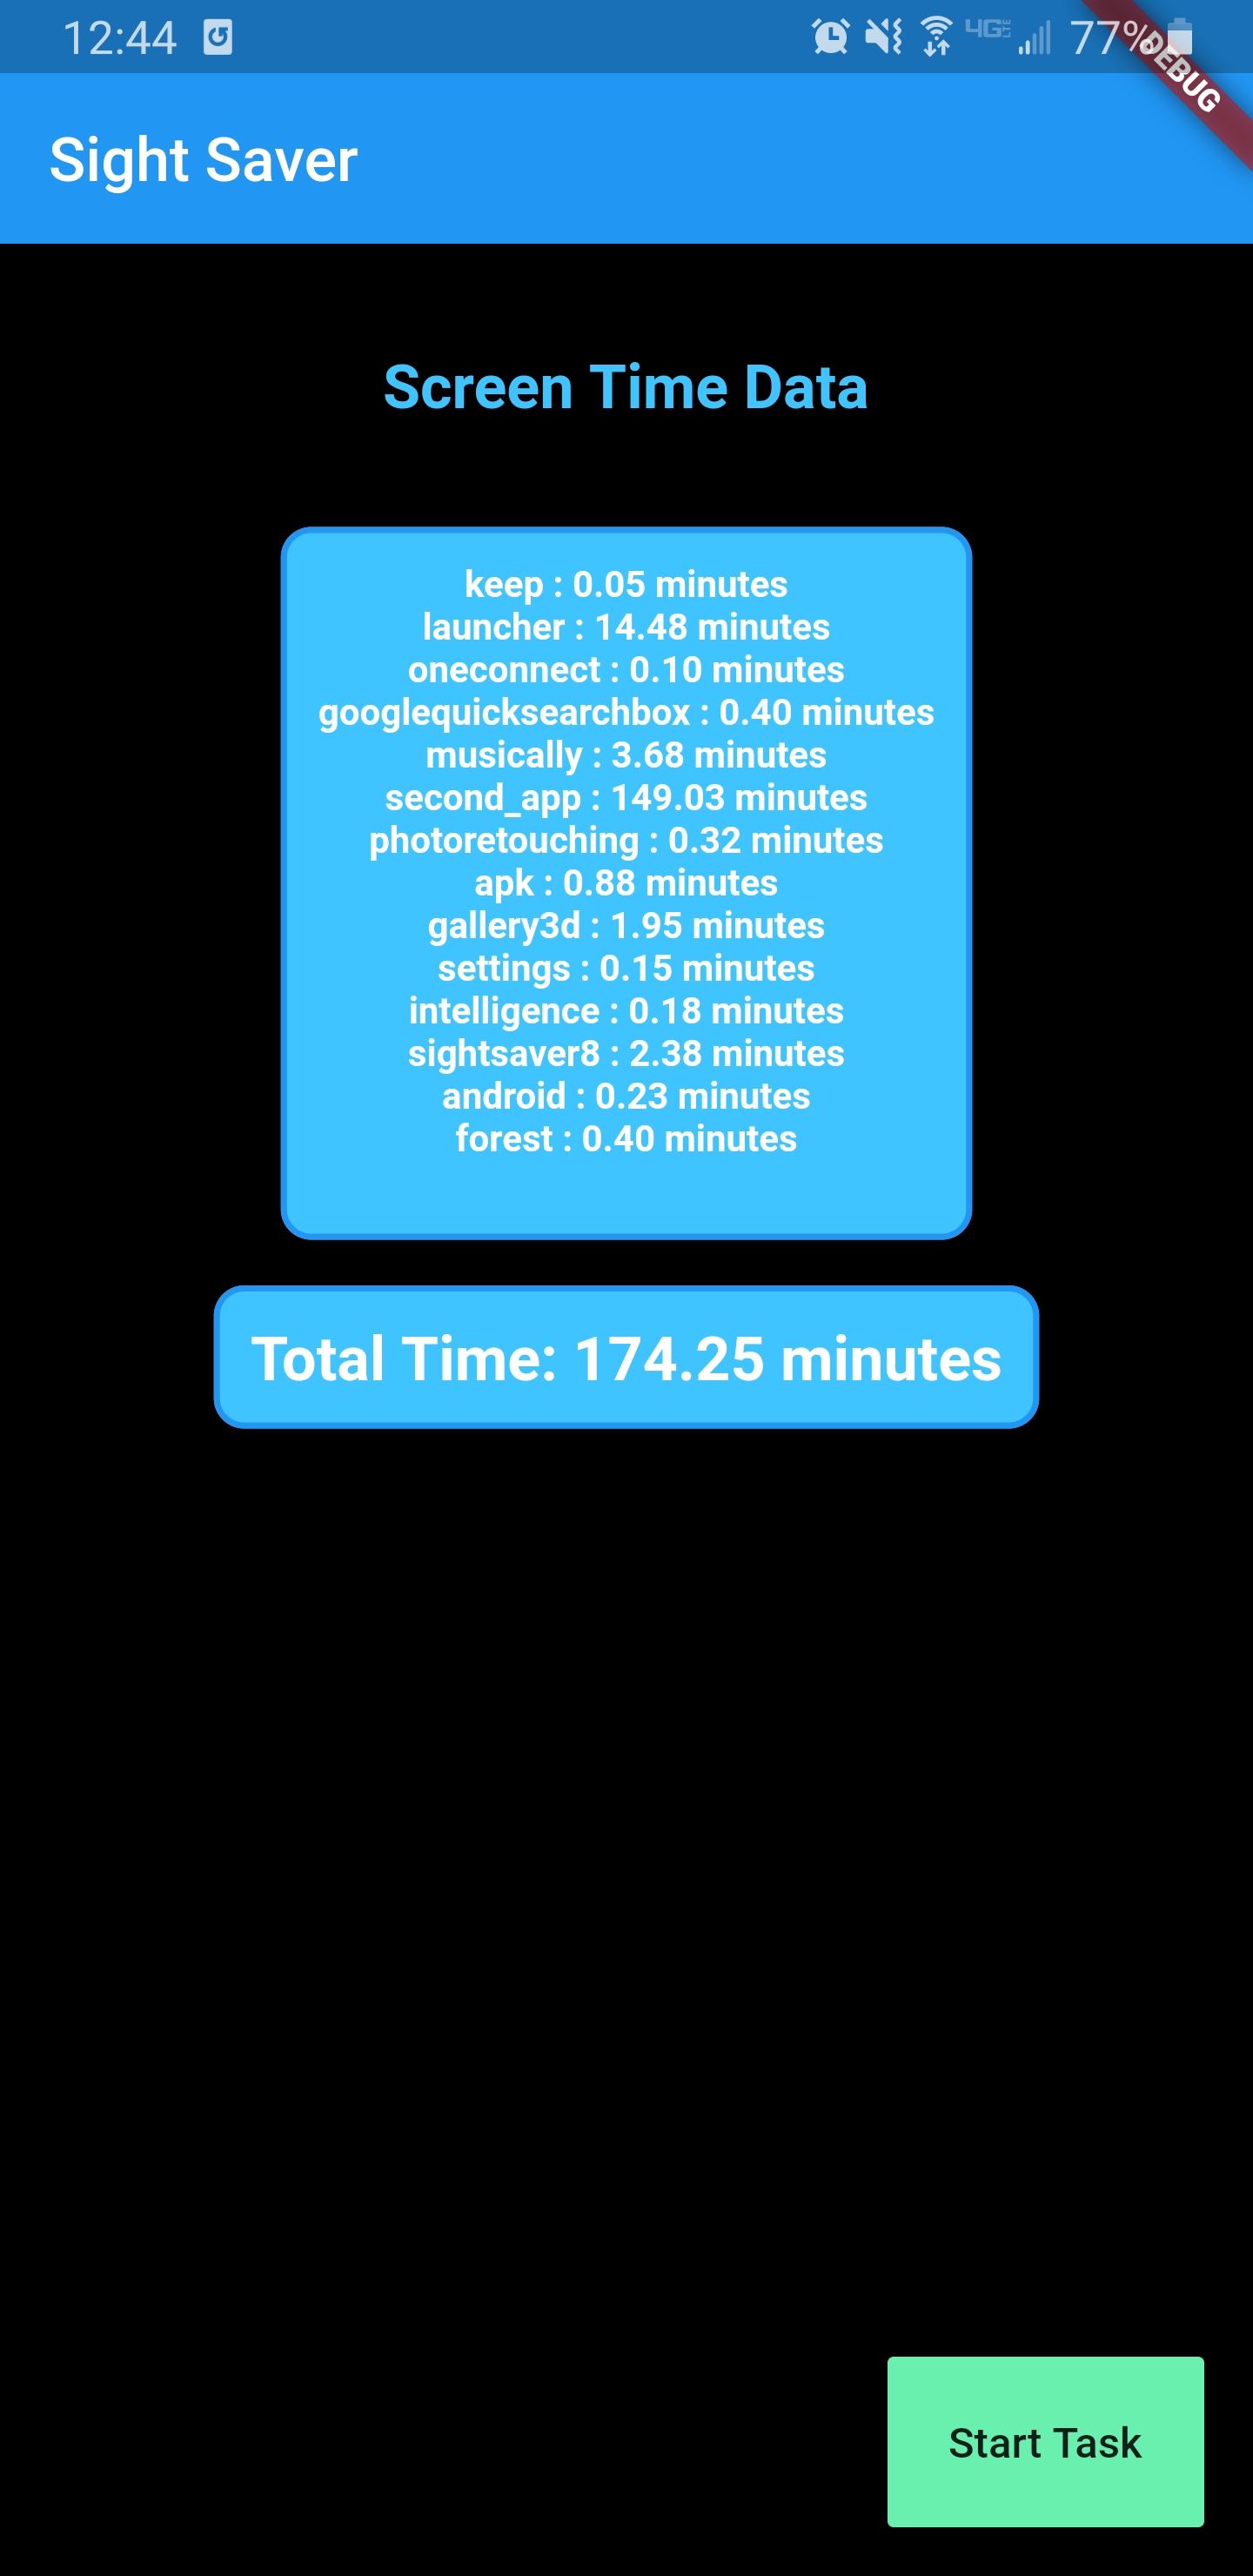 12:44
4G LTE 77%
DEBUG
Sight Saver
Screen Time Data
keep : 0.05 minutes
launcher : 14.48 minutes
oneconnect : 0.10 minutes
googlequicksearchbox : 0.40 minutes
musically : 3.68 minutes
second_app : 149.03 minutes
photoretouching : 0.32 minutes
apk : 0.88 minutes
gallery3d : 1.95 minutes
settings : 0.15 minutes
intelligence : 0.18 minutes
sightsaver8 : 2.38 minutes
android : 0.23 minutes
forest : 0.40 minutes
Total Time: 174.25 minutes
Start Task